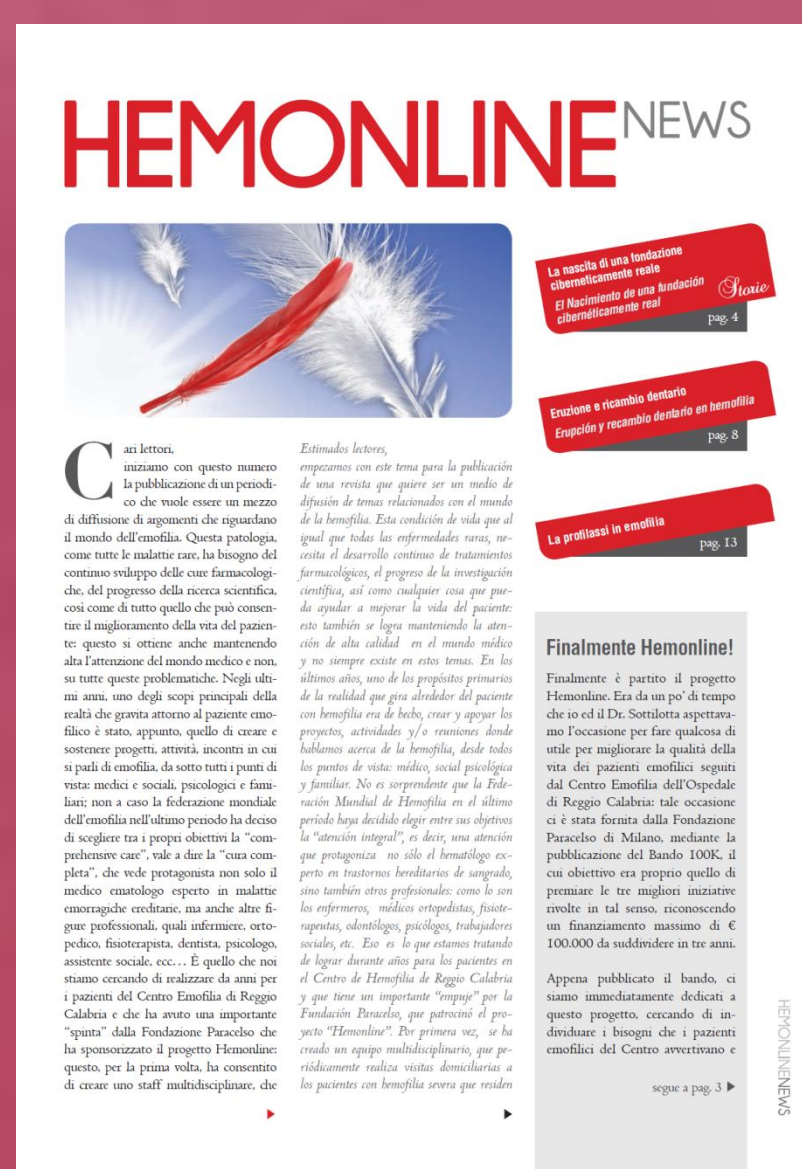 HEMONLINE NEWS
La nascita di una fondazione
ciberneticamente reale
El Nacimiento de una fundación
cibernéticamente real
Storie
pag. 4
Eruzione e ricambio dentario
Erupción y recambio dentario en hemofilia
pag. 8
La profilassi in emofilia
pag. 13
Cari lettori,
iniziamo con questo numero
la pubblicazione di un periodi-
co che vuole essere un mezzo
di diffusione di argomenti che riguardano
il mondo dell'emofilia. Questa patologia,
come tutte le malattie rare, ha bisogno del
continuo sviluppo delle cure farmacologi-
che, del progresso della ricerca scientifica,
così come di tutto quello che può consen-
tire il miglioramento della vita del pazien-
te: questo si ottiene anche mantenendo
alta l'attenzione del mondo medico e non,
su tutte queste problematiche. Negli ulti-
mi anni, uno degli scopi principali della
realtà che gravita attorno al paziente emo-
filico è stato, appunto, quello di creare e
sostenere progetti, attività, incontri in cui
si parli di emofilia, da sotto tutti i punti di
vista: medici e sociali, psicologici e fami-
liari; non a caso la federazione mondiale
dell'emofilia nell'ultimo periodo ha deciso
di scegliere tra i propri obiettivi la "com-
prehensive care", vale a dire la "cura com-
pleta", che vede protagonista non solo il
medico ematologo esperto in malattie
emorragiche ereditarie, ma anche altre fi-
gure professionali, quali infermiere, orto-
pedico, fisioterapista, dentista, psicologo,
assistente sociale, ecc… È quello che noi
stiamo cercando di realizzare da anni per
i pazienti del Centro Emofilia di Reggio
Calabria e che ha avuto una importante
"spinta" dalla Fondazione Paracelso che
ha sponsorizzato il progetto Hemonline:
questo, per la prima volta, ha consentito
di creare uno staff multidisciplinare, che
Estimados lectores,
empezamos con este tema para la publicación
de una revista que quiere ser un medio de
difusión de temas relacionados con el mundo
de la hemofilia. Esta condición de vida que al
igual que todas las enfermedades raras, ne-
cesita el desarrollo continuo de tratamientos
farmacológicos, el progreso de la investigación
científica, así como cualquier cosa que pue-
da ayudar a mejorar la vida del paciente:
esto también se logra manteniendo la aten-
ción de alta calidad en el mundo médico
y no siempre existe en estos temas. En los
últimos años, uno de los propósitos primarios
de la realidad que gira alrededor del paciente
con hemofilia era de hecho, crear y apoyar los
proyectos, actividades y/o reuniones donde
hablamos acerca de la hemofilia, desde todos
los puntos de vista: médico, social psicológica
y familiar. No es sorprendente que la Fede-
ración Mundial de Hemofilia en el último
período haya decidido elegir entre sus objetivos
la "atención integral", es decir, una atención
que protagoniza no sólo el hematólogo ex-
perto en trastornos hereditarios de sangrado,
sino también otros profesionales: como lo son
los enfermeros, médicos ortopedistas, fisiote-
rapeutas, odontólogos, psicólogos, trabajadores
sociales, etc. Eso es lo que estamos tratando
de lograr durante años para los pacientes en
el Centro de Hemofilia de Reggio Calabria
y que tiene un importante "empuje" por la
Fundación Paracelso, que patrocinó el pro-
yecto "Hemonline". Por primera vez, se ha
creado un equipo multidisciplinario, que pe-
riódicamente realiza visitas domiciliarias a
los pacientes con hemofilia severa que residen
Finalmente Hemonline!
Finalmente è partito il progetto
Hemonline. Era da un po' di tempo
che io ed il Dr. Sottilotta aspettava-
mo l'occasione per fare qualcosa di
utile per migliorare la qualità della
vita dei pazienti emofilici seguiti
dal Centro Emofilia dell'Ospedale
di Reggio Calabria: tale occasione
ci è stata fornita dalla Fondazione
Paracelso di Milano, mediante la
pubblicazione del Bando 100K, il
cui obiettivo era proprio quello di
premiare le tre migliori iniziative
rivolte in tal senso, riconoscendo
un finanziamento massimo di €
100.000 da suddividere in tre anni.
Appena pubblicato il bando, ci
siamo immediatamente dedicati a
questo progetto, cercando di in-
dividuare i bisogni che i pazienti
emofilici del Centro avvertivano e
segue a pag. 3
HEMONLINENEWS